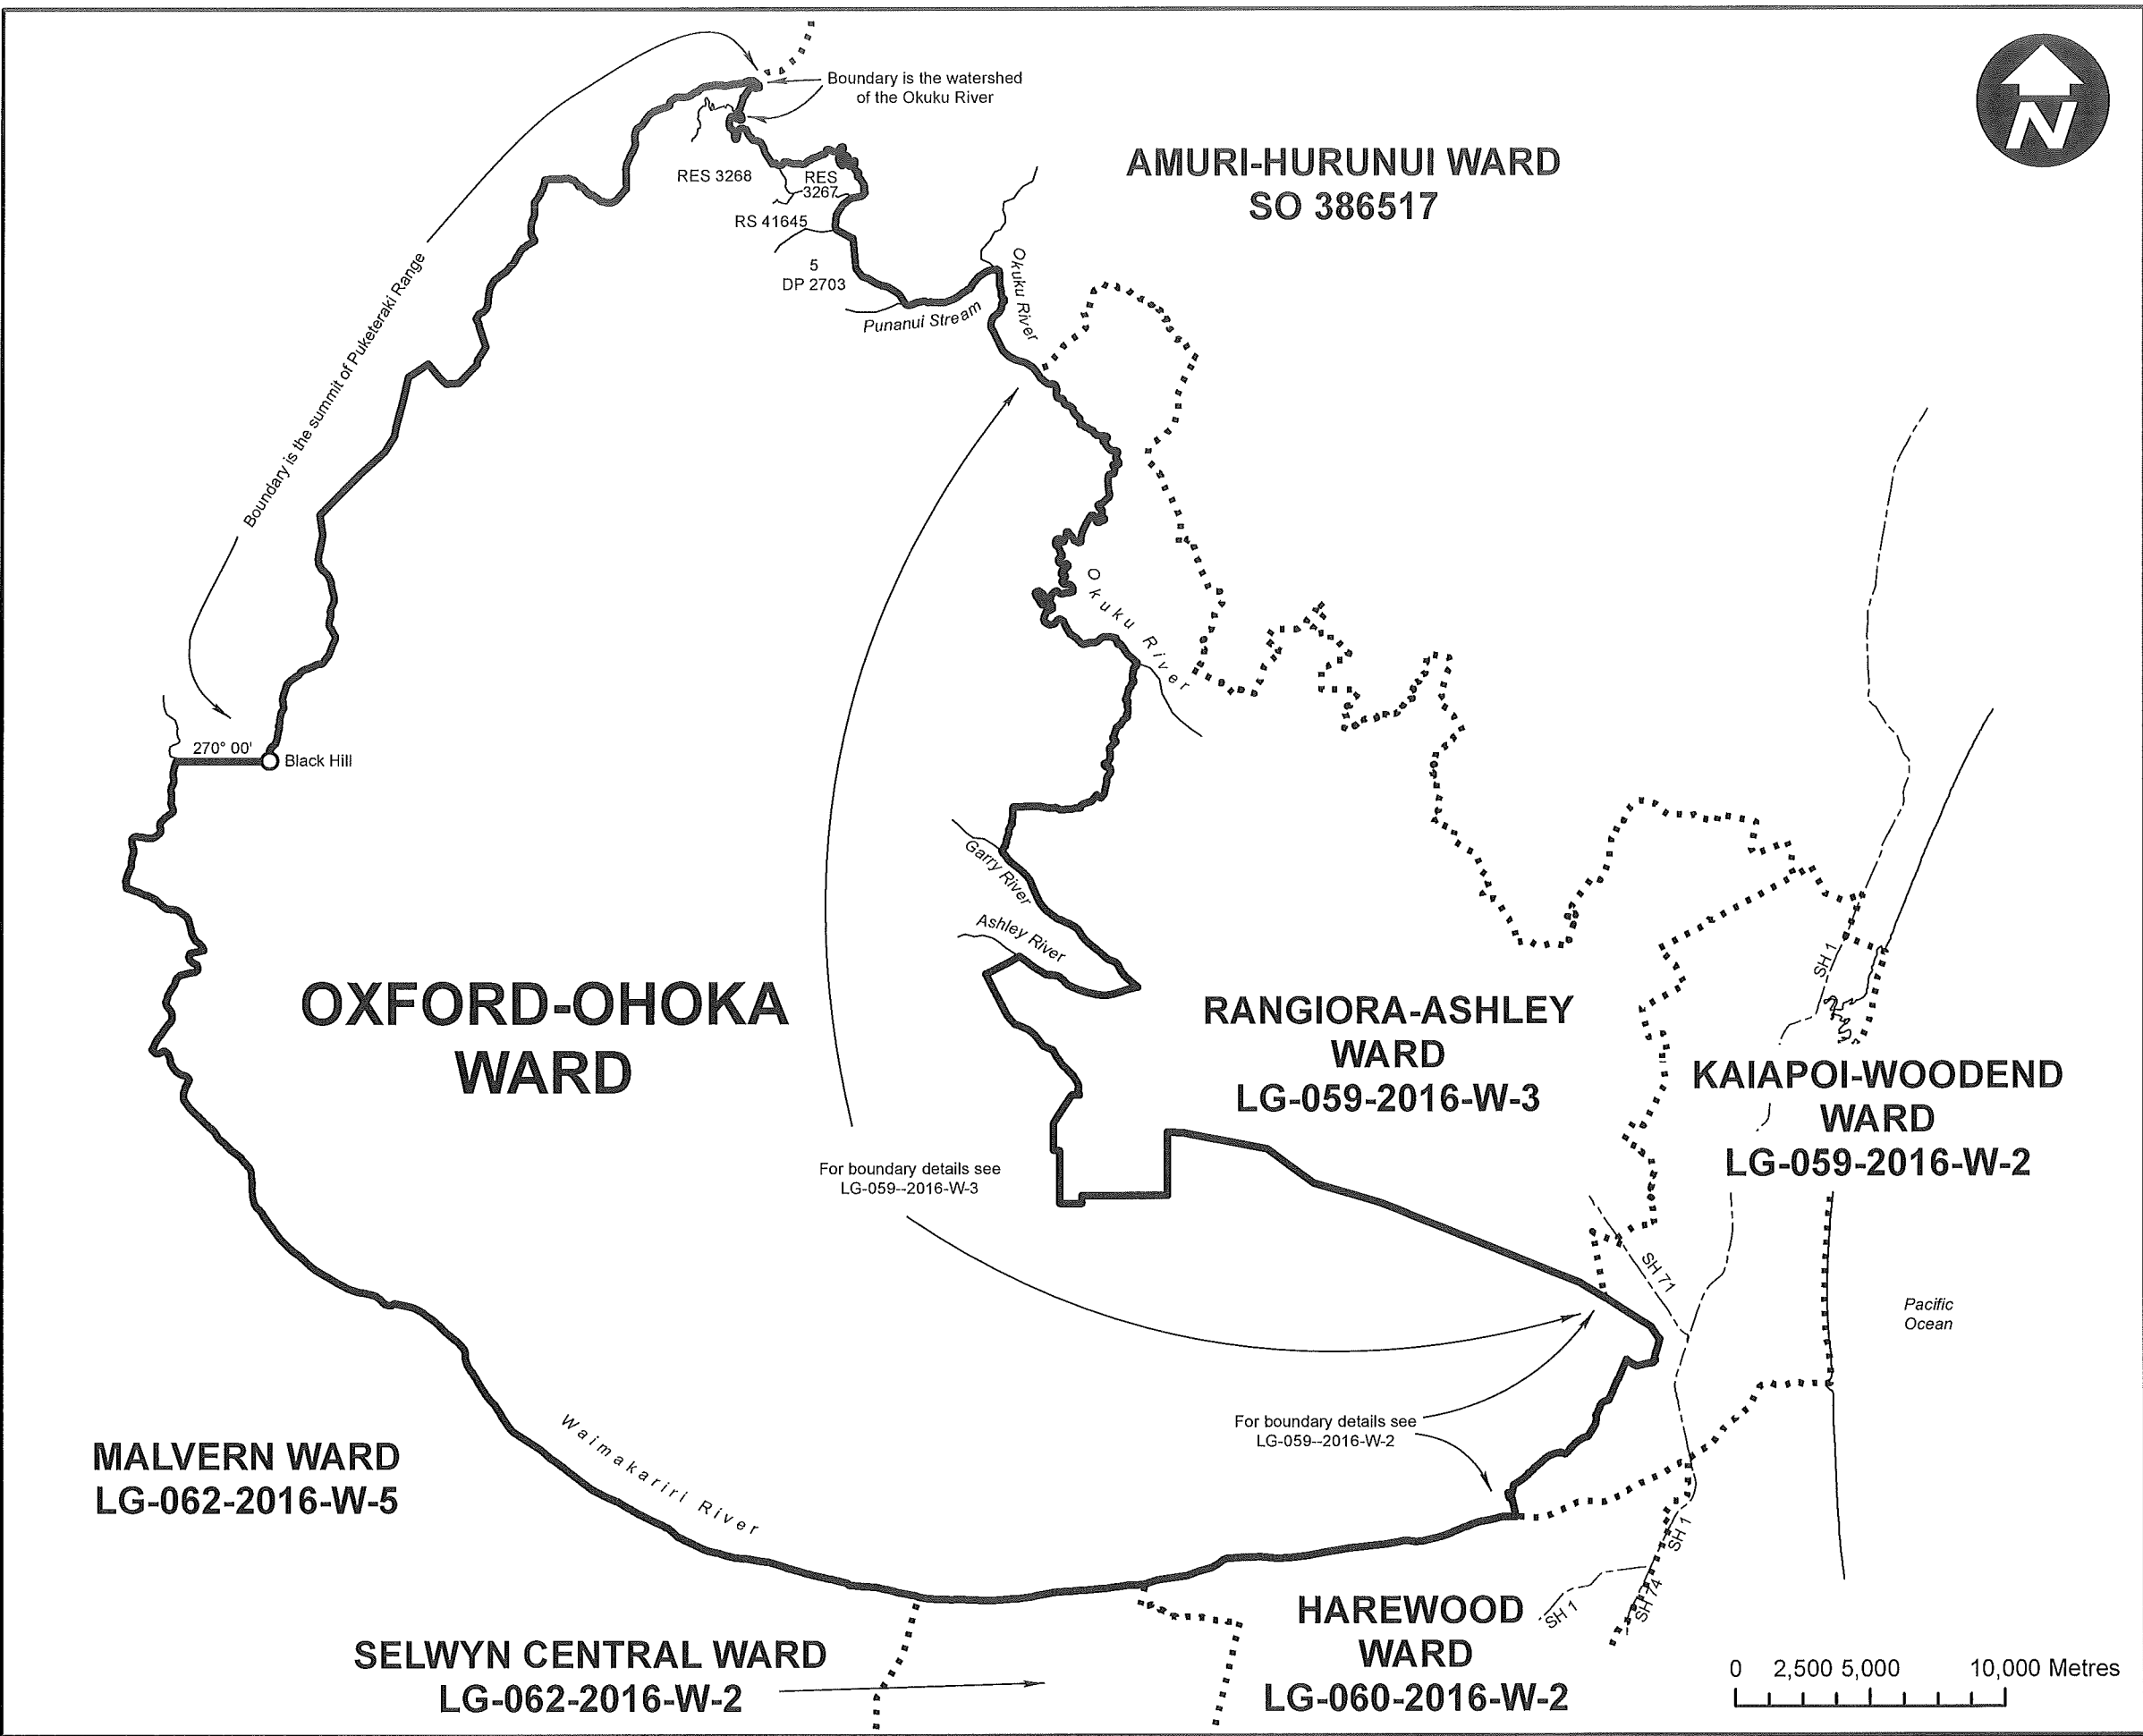 Boundary is the watershed
of the Okuku River
N
AMURI-HURUNUI WARD
SO 386517
RES 3268
RES
3267
RS 41645
5
DP 2703
Punanui Stream
Okuku River
Boundary is the summit of Puketeraki Range
Okuku River
270° 00'
Black Hill
Garry River
Ashley River
OXFORD-OHOKA
WARD
RANGIORA-ASHLEY
WARD
LG-059-2016-W-3
SH 1
KAIAPOI-WOODEND
WARD
LG-059-2016-W-2
For boundary details see
LG-059--2016-W-3
SH 71
Pacific
Ocean
For boundary details see
LG-059--2016-W-2
MALVERN WARD
LG-062-2016-W-5
Waimakariri River
SH 1
SH 74
SH 1
HAREWOOD
WARD
LG-060-2016-W-2
SELWYN CENTRAL WARD
LG-062-2016-W-2
0 2,500 5,000 10,000 Metres